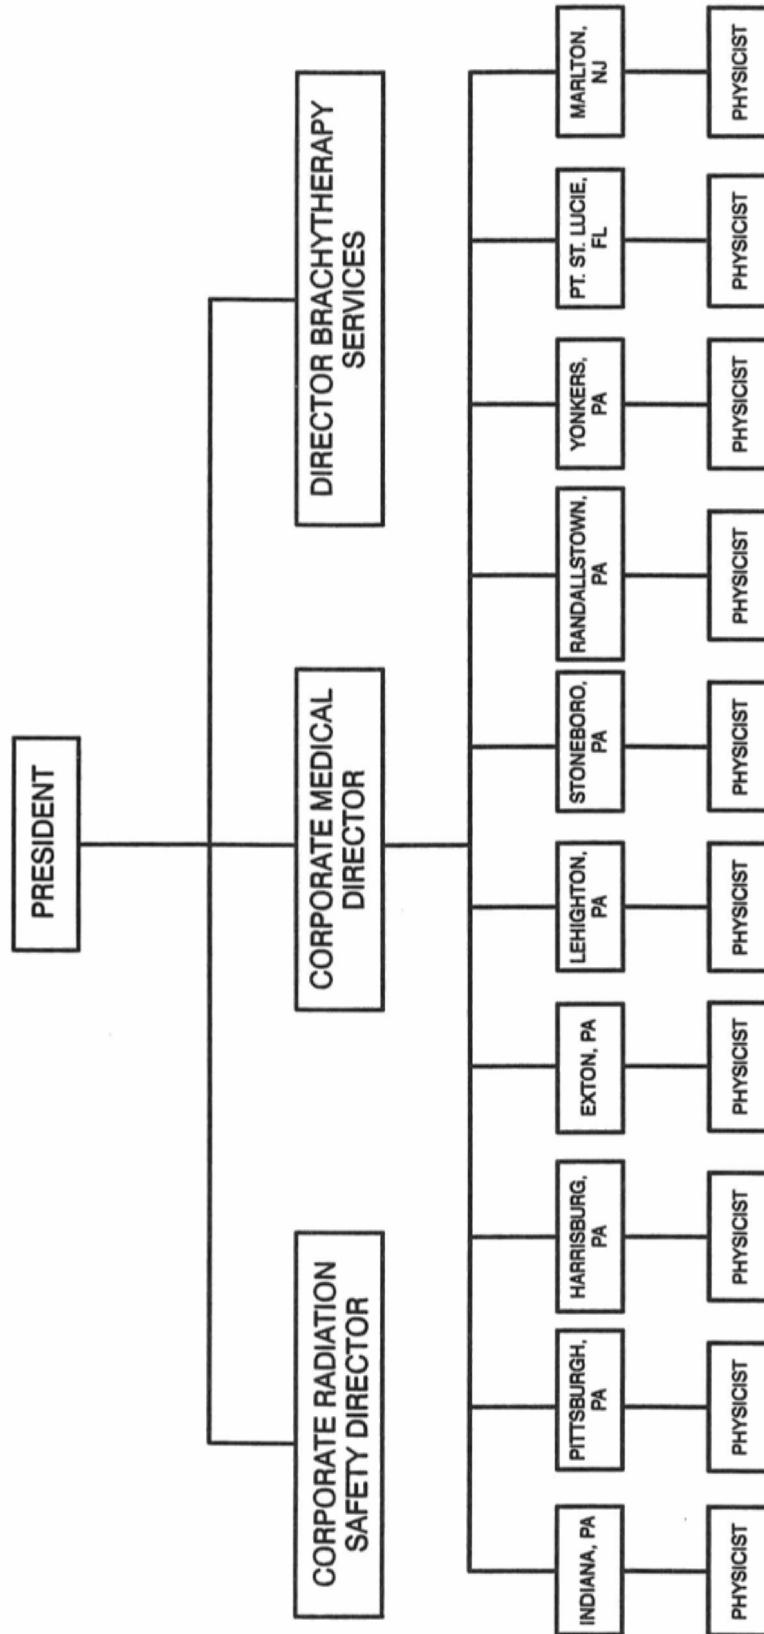 PRESIDENT
CORPORATE RADIATION
SAFETY DIRECTOR
CORPORATE MEDICAL
DIRECTOR
DIRECTOR BRACHYTHERAPY
SERVICES
INDIANA, PA
PITTSBURGH,
PA
HARRISBURG,
PA
EXTON, PA
LEHIGHTON,
PA
STONEBORO,
PA
RANDALLSTOWN,
PA
YONKERS,
PA
PT. ST. LUCIE,
FL
MARLTON,
NJ
PHYSICIST
PHYSICIST
PHYSICIST
PHYSICIST
PHYSICIST
PHYSICIST
PHYSICIST
PHYSICIST
PHYSICIST
PHYSICIST